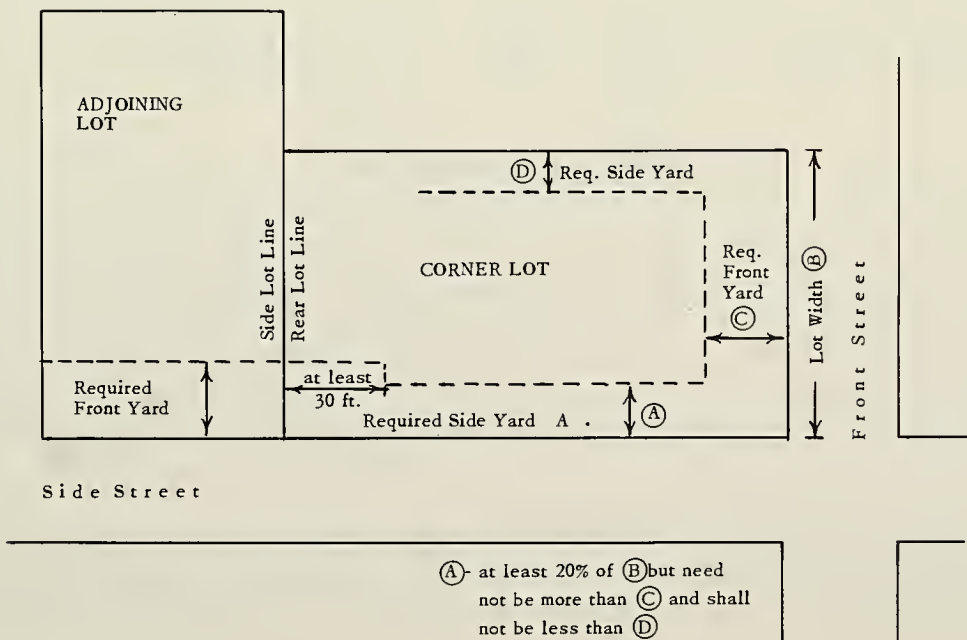 ADJOINING
LOT
Ⓓ Req. Side Yard
Side Lot Line
Rear Lot Line
CORNER LOT
Req.
Front
Yard
Ⓒ
Lot Width Ⓑ
Front Street
Required
Front Yard
at least
30 ft.
Required Side Yard A .
Ⓐ
Side Street
Ⓐ- at least 20% of Ⓑ but need
not be more than Ⓒ and shall
not be less than Ⓓ